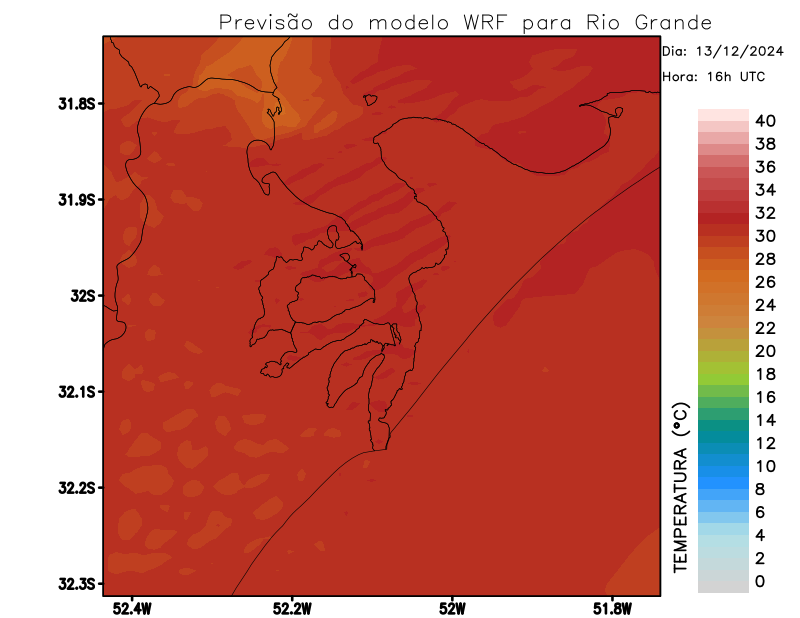 Previsão do modelo WRF para Rio Grande
Dia: 13/12/2024
Hora: 16h UTC
31.8S
31.9S
32S
32.1S
32.2S
32.3S
52.4W
52.2W
52W
51.8W
TEMPERATURA (°C)
40
38
36
34
32
30
28
26
24
22
20
18
16
14
12
10
8
6
4
2
0